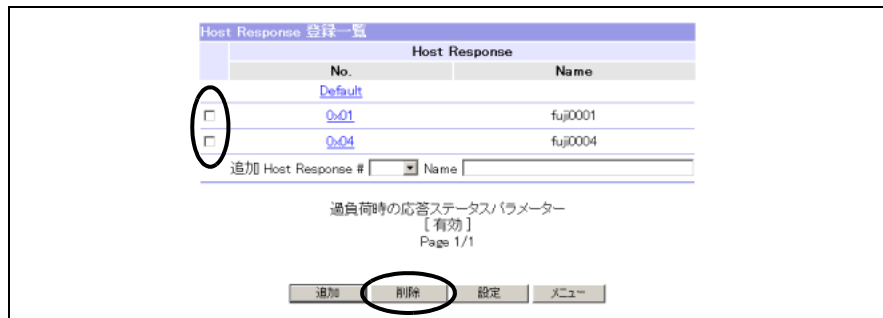 Host Response 登録一覧
Host Response
No. Name
Default
0x01 fuji0001
0x04 fuji0004
追加 Host Response # Name
過負荷時の応答ステータスパラメーター
[ 有効 ]
Page 1/1
追加 削除 設定 メニュー